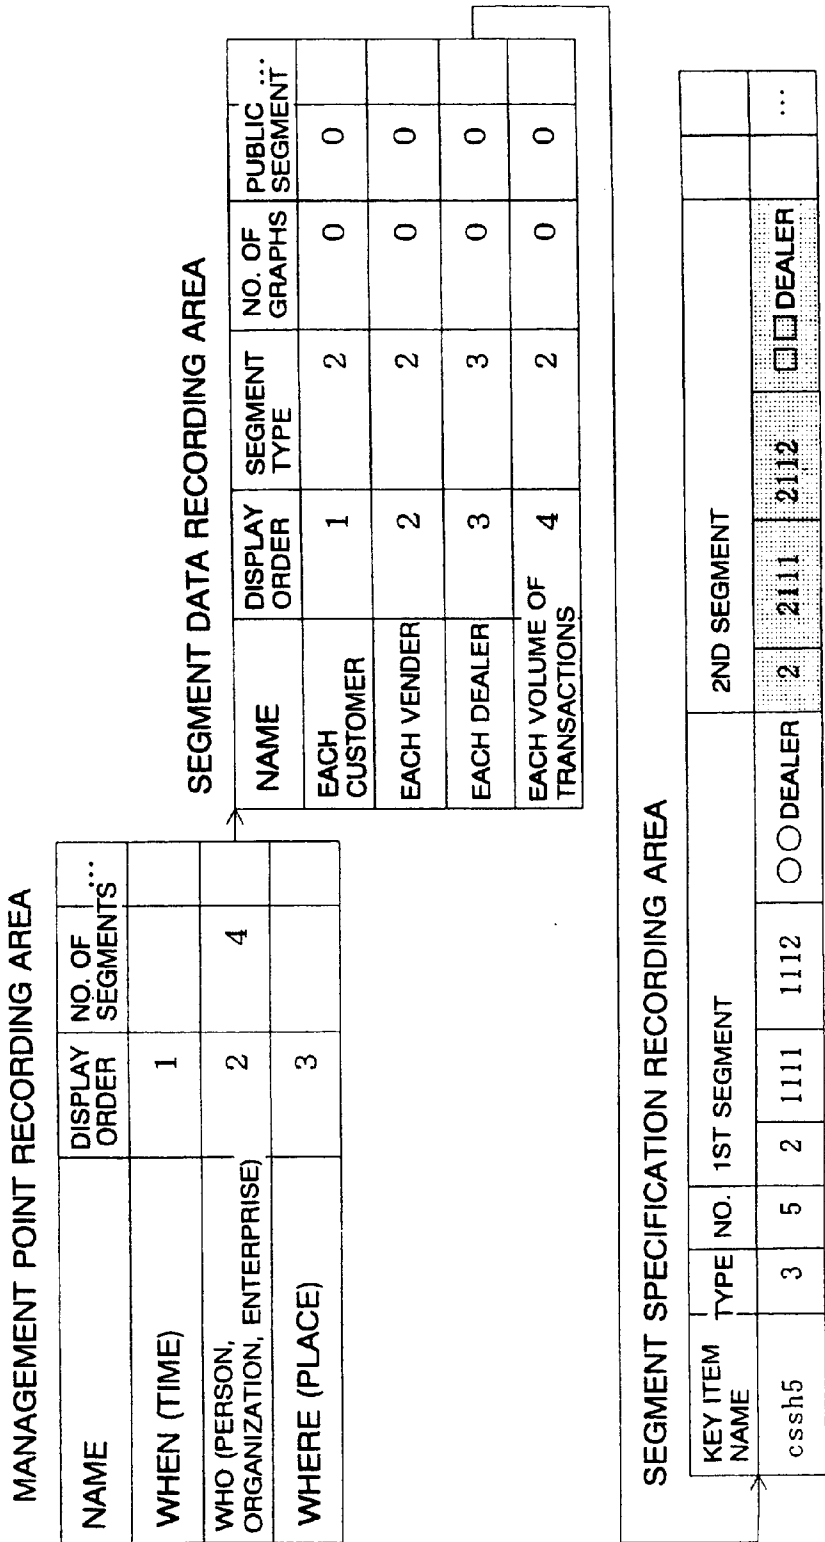 MANAGEMENT POINT RECORDING AREA
NAME DISPLAY ORDER NO. OF SEGMENTS ...
WHEN (TIME) 1
WHO (PERSON, ORGANIZATION, ENTERPRISE) 2 4
WHERE (PLACE) 3
SEGMENT DATA RECORDING AREA
NAME DISPLAY ORDER SEGMENT TYPE NO. OF GRAPHS PUBLIC SEGMENT ...
EACH CUSTOMER 1 2 0 0
EACH VENDER 2 2 0 0
EACH DEALER 3 3 0 0
EACH VOLUME OF TRANSACTIONS 4 2 0 0
SEGMENT SPECIFICATION RECORDING AREA
KEY ITEM NAME TYPE NO. 1ST SEGMENT 2ND SEGMENT
cssh5 3 5 2 1111 1112 ○○DEALER 2 2111 2112 □□DEALER ...